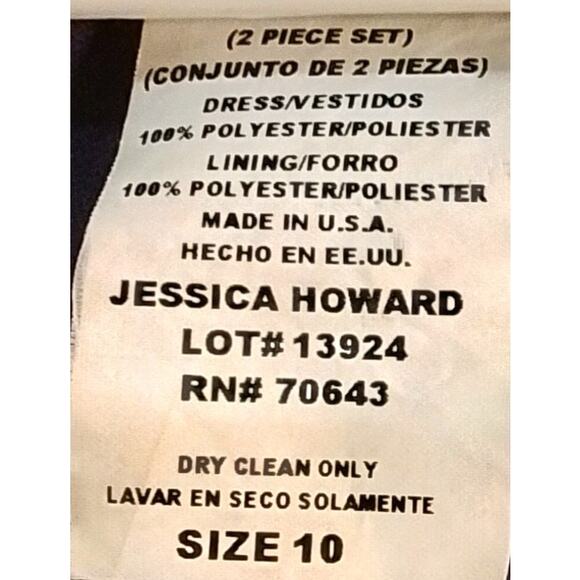 (2 PIECE SET)
(CONJUNTO DE 2 PIEZAS)
DRESS/VESTIDOS
100% POLYESTER/POLIESTER
LINING/FORRO
100% POLYESTER/POLIESTER
MADE IN U.S.A.
HECHO EN EE.UU.
JESSICA HOWARD
LOT# 13924
RN# 70643
DRY CLEAN ONLY
LAVAR EN SECO SOLAMENTE
SIZE 10